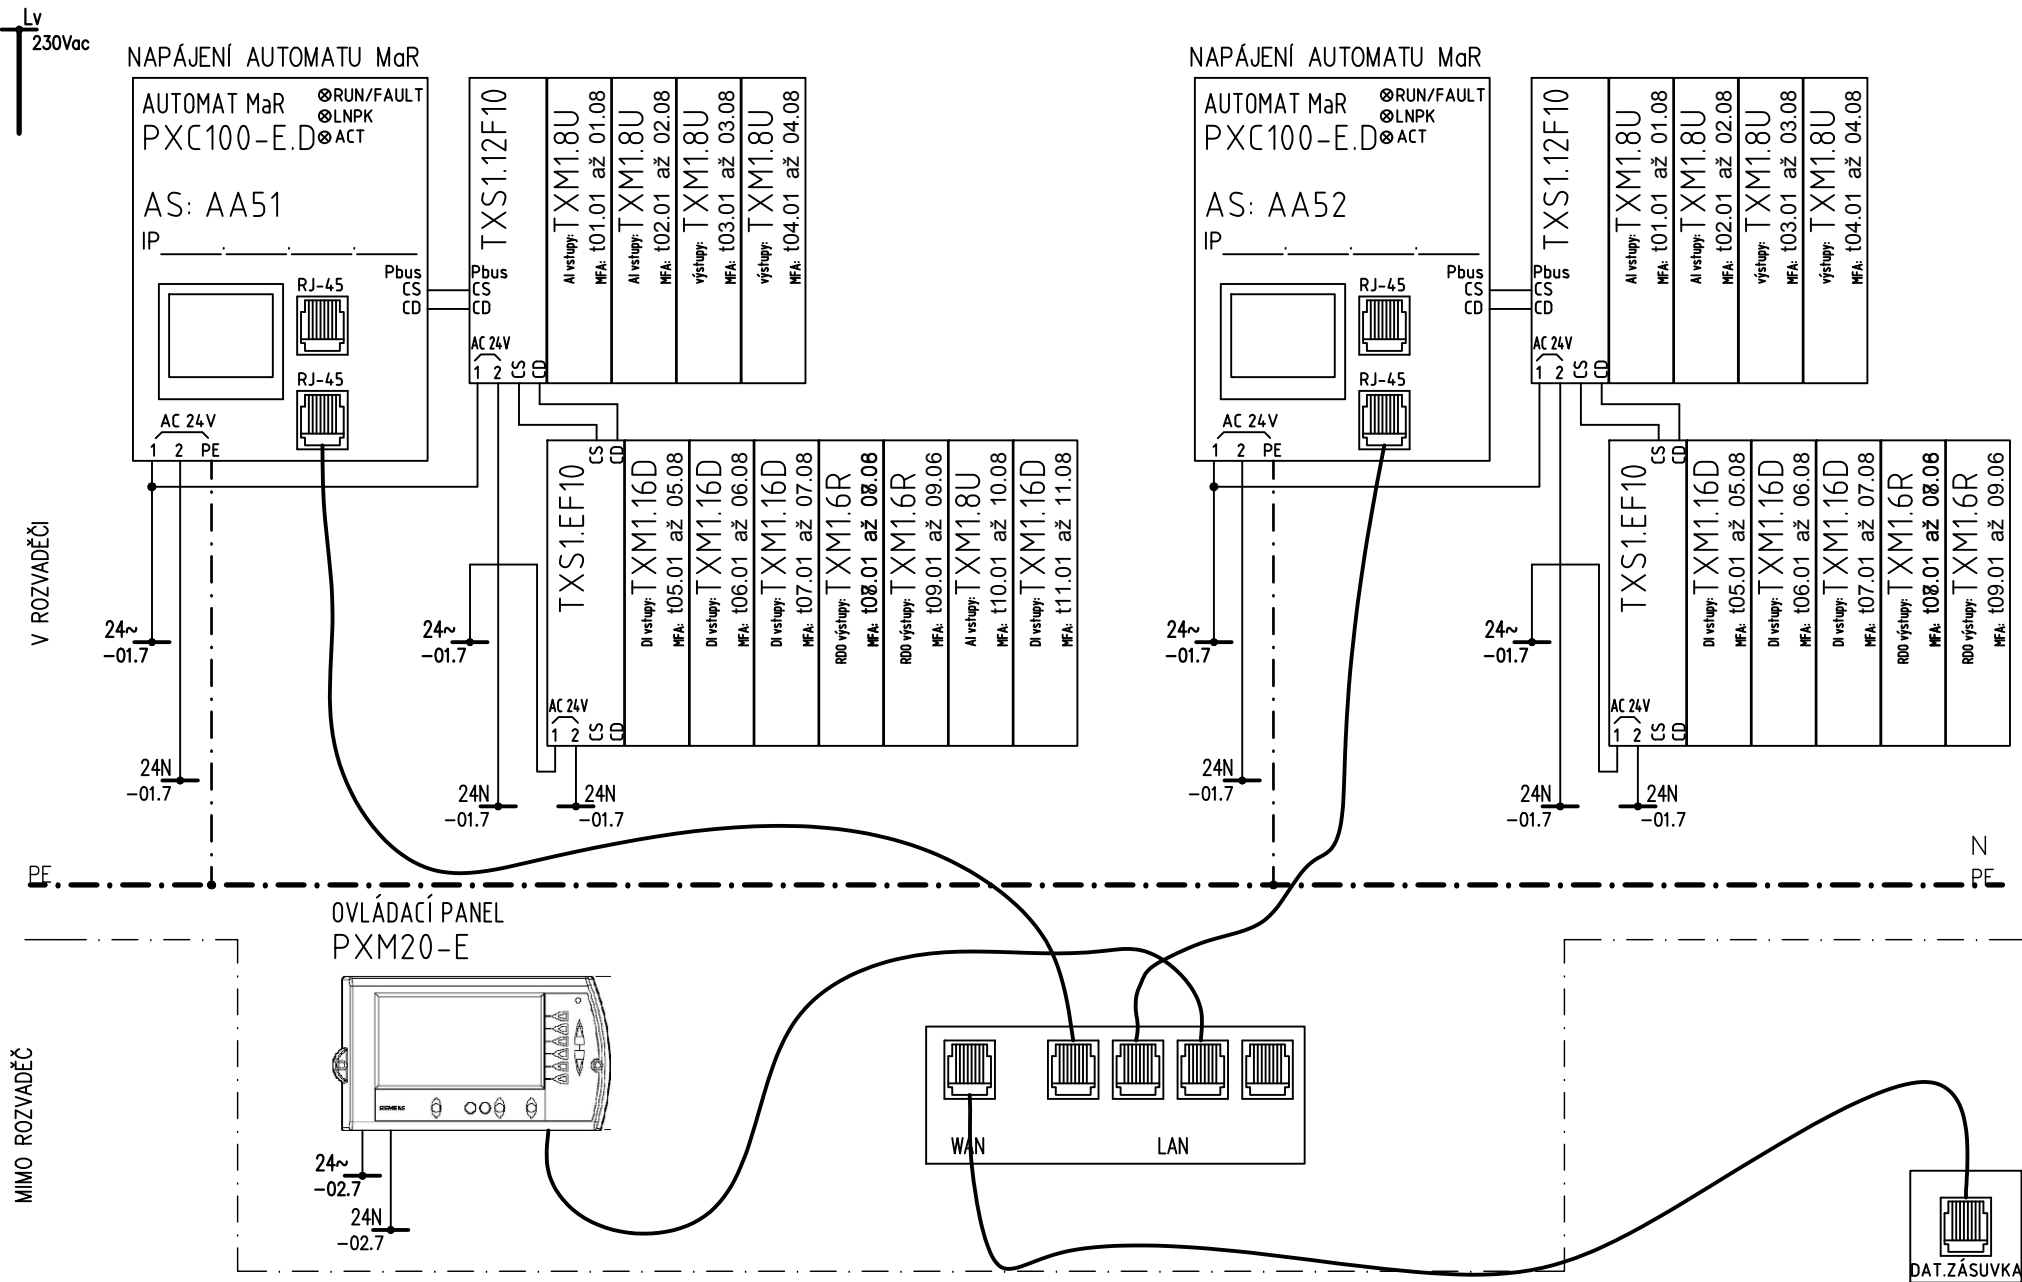 Lv
230Vac
NAPÁJENÍ AUTOMATU MaR
AUTOMAT MaR
PXC100-E.D
⊗RUN/FAULT
⊗LNPK
⊗ACT
AS: AA51
IP
Pbus
CS
CD
RJ-45
RJ-45
AC 24V
1 2 PE
TXS1.12F10
Pbus
CS
CD
AC 24V
1 2 CS CD
AI vstupy: TXM1.8U
MFA: t01.01 až 01.08
AI vstupy: TXM1.8U
MFA: t02.01 až 02.08
výstupy: TXM1.8U
MFA: t03.01 až 03.08
výstupy: TXM1.8U
MFA: t04.01 až 04.08
TXS1.EF10
CS CD
AC 24V
1 2 CS CD
DI vstupy: TXM1.16D
MFA: t05.01 až 05.08
DI vstupy: TXM1.16D
MFA: t06.01 až 06.08
DI vstupy: TXM1.16D
MFA: t07.01 až 07.08
RDO výstupy: TXM1.6R
MFA:
RDO výstupy: TXM1.6R
MFA: t09.01 až 09.06
AI vstupy: TXM1.8U
MFA: t10.01 až 10.08
DI vstupy: TXM1.16D
MFA: t11.01 až 11.08
24~
-01.7
24N
-01.7
24~
-01.7
24N
-01.7
24N
-01.7
NAPÁJENÍ AUTOMATU MaR
AUTOMAT MaR
PXC100-E.D
⊗RUN/FAULT
⊗LNPK
⊗ACT
AS: AA52
IP
Pbus
CS
CD
RJ-45
RJ-45
AC 24V
1 2 PE
TXS1.12F10
Pbus
CS
CD
AC 24V
1 2 CS CD
AI vstupy: TXM1.8U
MFA: t01.01 až 01.08
AI vstupy: TXM1.8U
MFA: t02.01 až 02.08
výstupy: TXM1.8U
MFA: t03.01 až 03.08
výstupy: TXM1.8U
MFA: t04.01 až 04.08
TXS1.EF10
CS CD
AC 24V
1 2 CS CD
DI vstupy: TXM1.16D
MFA: t05.01 až 05.08
DI vstupy: TXM1.16D
MFA: t06.01 až 06.08
DI vstupy: TXM1.16D
MFA: t07.01 až 07.08
RDO výstupy: TXM1.6R
MFA:
RDO výstupy: TXM1.6R
MFA: t09.01 až 09.06
24~
-01.7
24N
-01.7
24~
-01.7
24N
-01.7
24N
-01.7
V ROZVADĚČI
PE
N
PE
OVLÁDACÍ PANEL
PXM20-E
SIEMENS
24~
-02.7
24N
-02.7
MIMO ROZVADĚČ
WAN
LAN
DAT.ZÁSUVKA